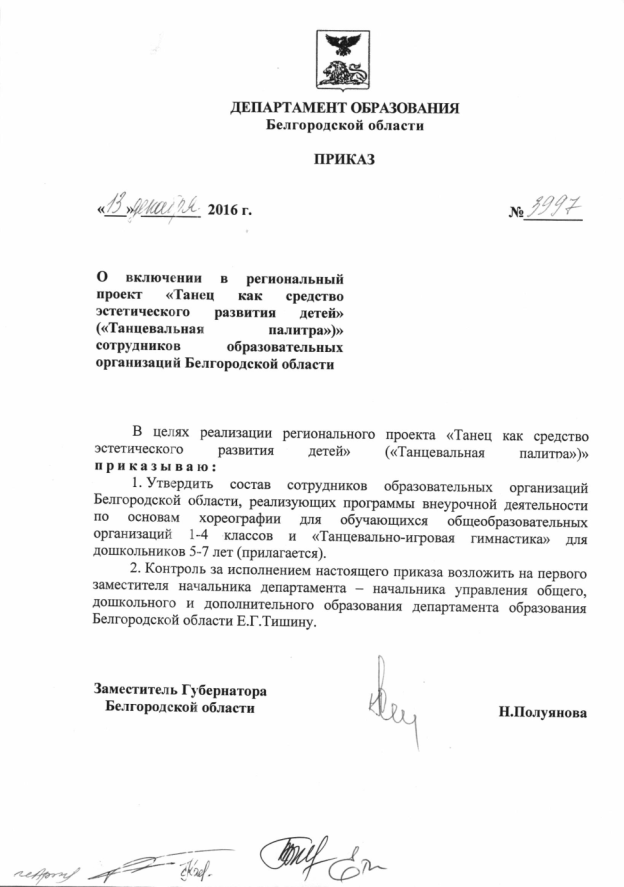 ДЕПАРТАМЕНТ ОБРАЗОВАНИЯ
Белгородской области
ПРИКАЗ
«13» декабря 2016 г. № 3997
О включении в региональный
проект «Танец как средство
эстетического развития детей»
(«Танцевальная палитра»)»
сотрудников образовательных
организаций Белгородской области
В целях реализации регионального проекта «Танец как средство
эстетического развития детей» («Танцевальная палитра»)»
п р и к а з ы в а ю :
1. Утвердить состав сотрудников образовательных организаций
Белгородской области, реализующих программы внеурочной деятельности
по основам хореографии для обучающихся общеобразовательных
организаций 1-4 классов и «Танцевально-игровая гимнастика» для
дошкольников 5-7 лет (прилагается).
2. Контроль за исполнением настоящего приказа возложить на первого
заместителя начальника департамента – начальника управления общего,
дошкольного и дополнительного образования департамента образования
Белгородской области Е.Г.Тишину.
Заместитель Губернатора
Белгородской области
Н.Полуянова